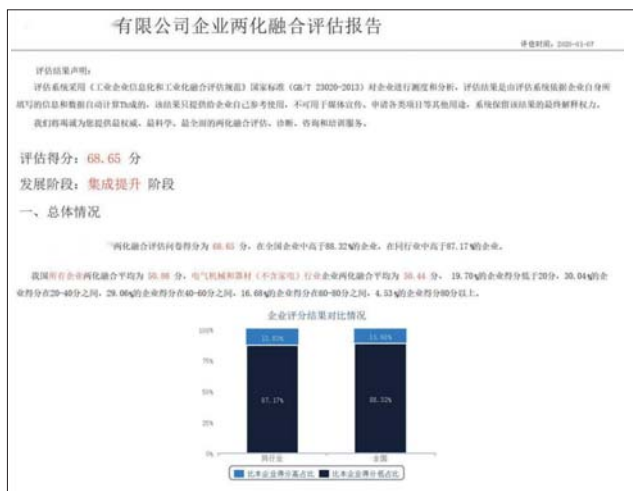 有限公司企业两化融合评估报告
评估时间：2020-01-07
评估结果声明：
评估系统采用《工业企业信息化和工业化融合评估规范》国家标准（GB/T 23020-2013）对企业进行测度和分析，评估结果是由评估系统依据企业自身所
填写的信息和数据自动计算Th成的，该结果只提供给企业自己参考使用，不可用于媒体宣传、申请各类项目等其他用途，系统保留该结果的最终解释权力。
我们将竭诚为您提供最权威、最科学、最全面的两化融合评估、诊断、咨询和培训服务。
评估得分：68.65 分
发展阶段：集成提升 阶段
一、总体情况
两化融合评估问卷得分为 68.65 分，在全国企业中高于88.32%的企业，在同行业中高于87.17%的企业。
我国所有企业两化融合平均为 分，电气机械和器材（不含家电）行业企业两化融合平均为 分， 19.70%的企业得分低于20分，30.04%的企
业得分在20-40分之间，29.06%的企业得分在40-60分之间，16.68%的企业得分在60-80分之间，4.53%的企业得分80分以上。
企业评分结果对比情况
100%
75%
50%
25%
0%
87.17%
88.32%
同行业
全国
比本企业得分高占比
比本企业得分低占比